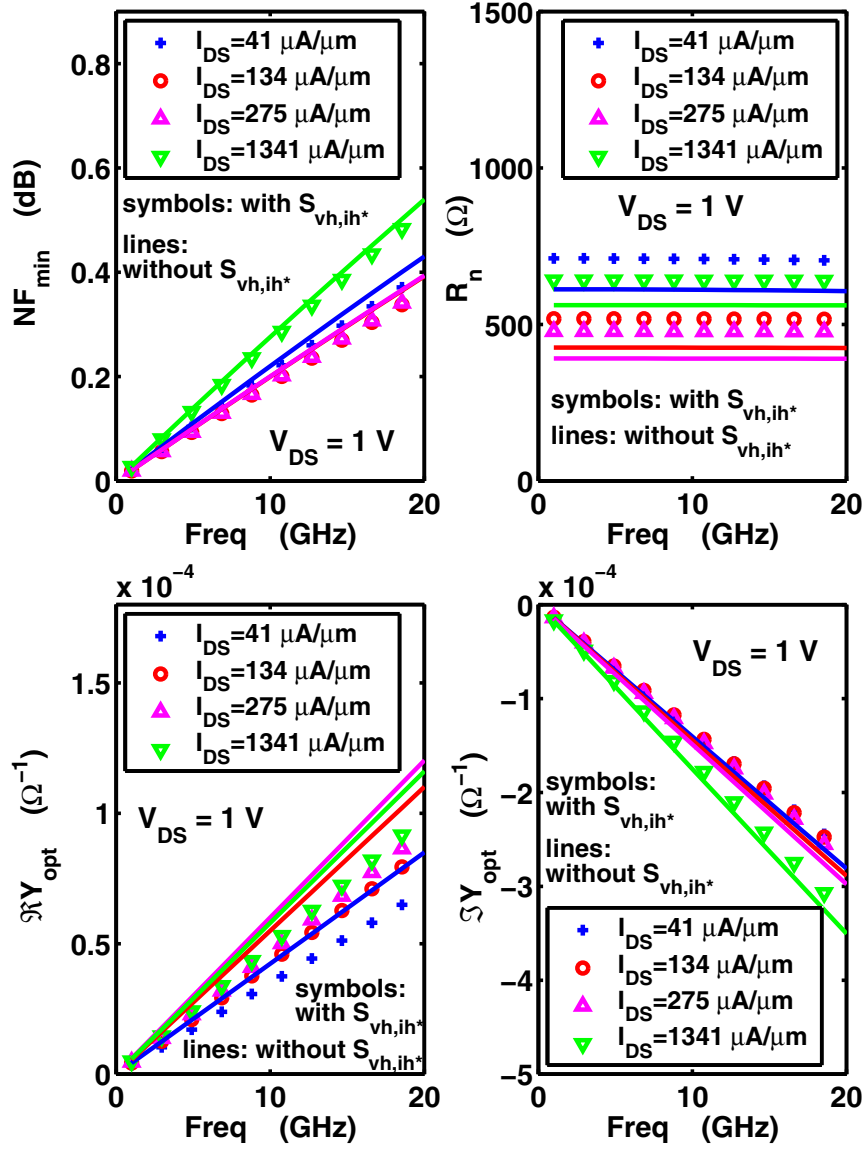 I_DS=41 μA/μm
I_DS=134 μA/μm
I_DS=275 μA/μm
I_DS=1341 μA/μm
symbols: with S_vh,ih*
lines:
without S_vh,ih*
V_DS = 1 V
NF_min (dB)
0.8
0.6
0.4
0.2
0
0 10 20
Freq (GHz)
I_DS=41 μA/μm
I_DS=134 μA/μm
I_DS=275 μA/μm
I_DS=1341 μA/μm
V_DS = 1 V
symbols: with S_vh,ih*
lines: without S_vh,ih*
R_n (Ω)
1500
1000
500
0
0 10 20
Freq (GHz)
x 10^−4
I_DS=41 μA/μm
I_DS=134 μA/μm
I_DS=275 μA/μm
I_DS=1341 μA/μm
V_DS = 1 V
symbols:
with S_vh,ih*
lines: without S_vh,ih*
ℜY_opt (Ω^−1)
1.5
1
0.5
0
0 10 20
Freq (GHz)
x 10^−4
V_DS = 1 V
symbols:
with S_vh,ih*
lines:
without S_vh,ih*
I_DS=41 μA/μm
I_DS=134 μA/μm
I_DS=275 μA/μm
I_DS=1341 μA/μm
ℑY_opt (Ω^−1)
0
−1
−2
−3
−4
−5
0 10 20
Freq (GHz)